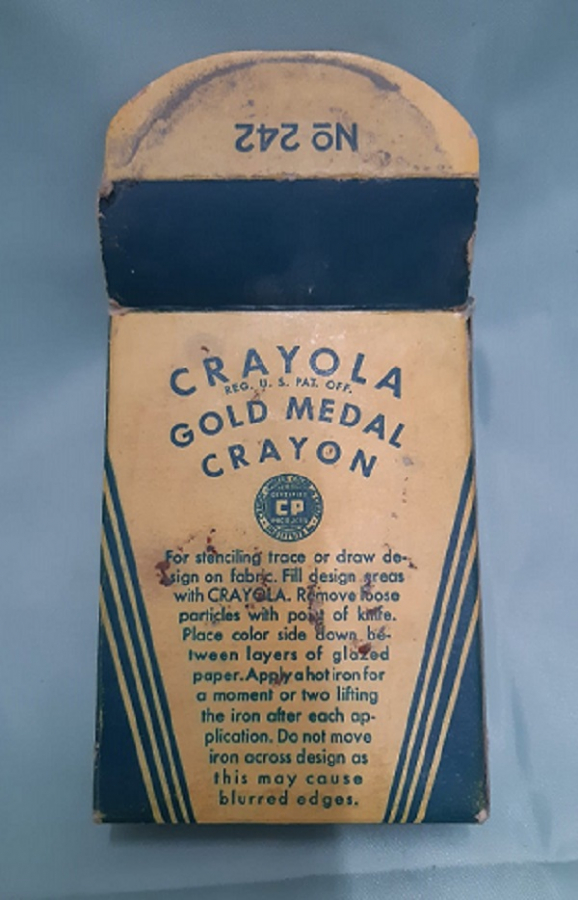 No 242
CRAYOLA
REG. U. S. PAT. OFF.
GOLD MEDAL
CRAYON
CP
PRODUCTS
For stenciling trace or draw de-
sign on fabric. Fill design areas
with CRAYOLA. Remove loose
particles with point of knife.
Place color side down be-
tween layers of glazed
paper. Apply a hot iron for
a moment or two lifting
the iron after each ap-
plication. Do not move
iron across design as
this may cause
blurred edges.